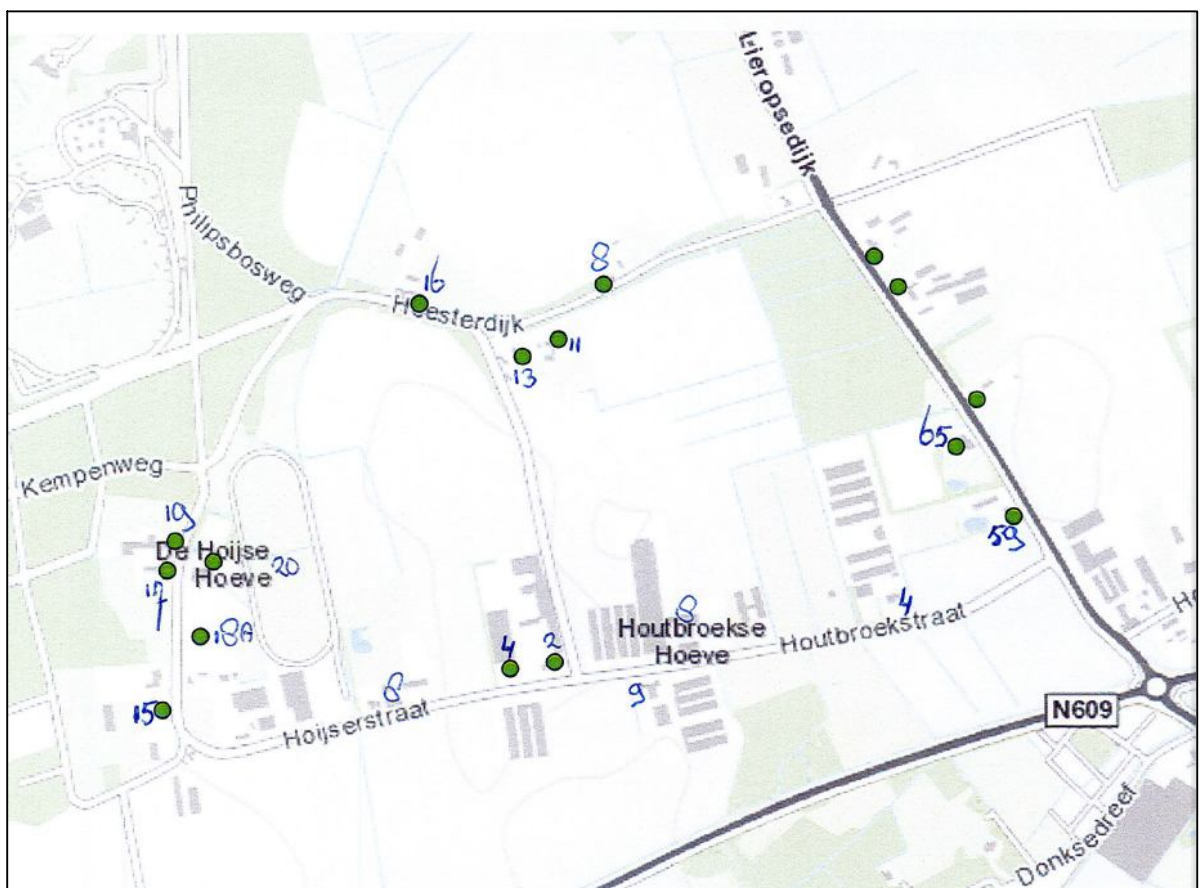 Lieropsedijk
Philipsbosweg
8
16
Heesterdijk
11
13
65
Kempenweg
19
59
De Hoijse
Hoeve
20
17
4
8
18A
Houtbroekse
Hoeve
Houtbroekstraat
4
2
8
9
15
Hoijserstraat
N609
Donksedreef